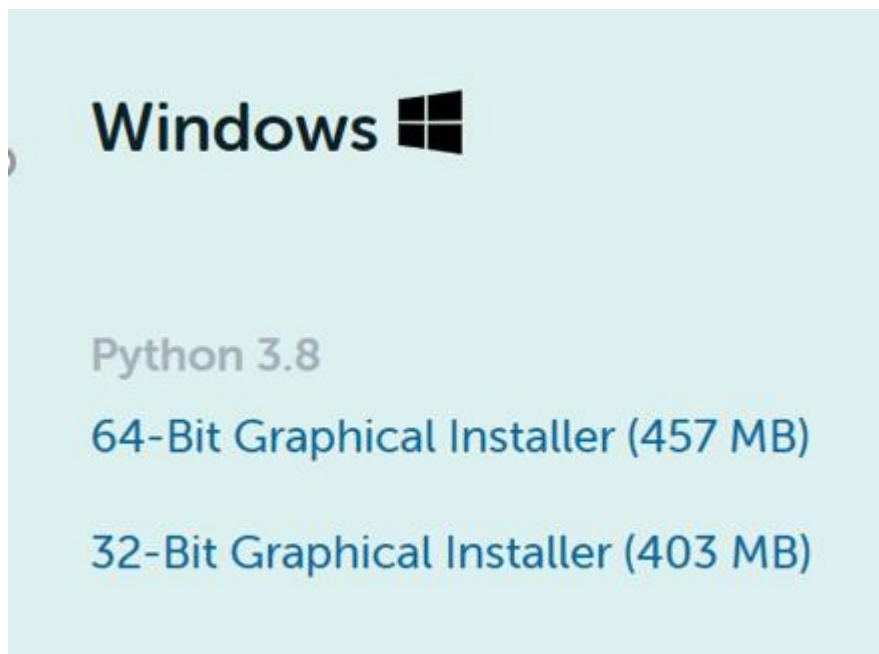 Windows
Python 3.8
64-Bit Graphical Installer (457 MB)
32-Bit Graphical Installer (403 MB)